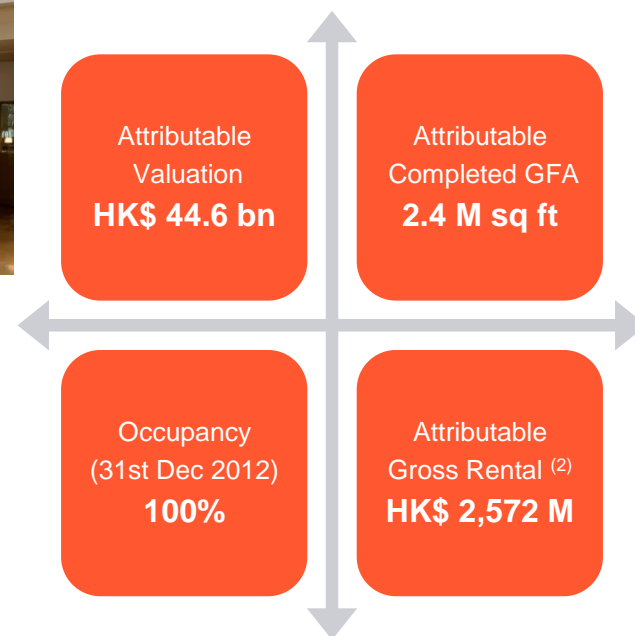 Attributable
Valuation
HK$ 44.6 bn
Attributable
Completed GFA
2.4 M sq ft
Occupancy
(31st Dec 2012)
100%
Attributable
Gross Rental (2)
HK$ 2,572 M